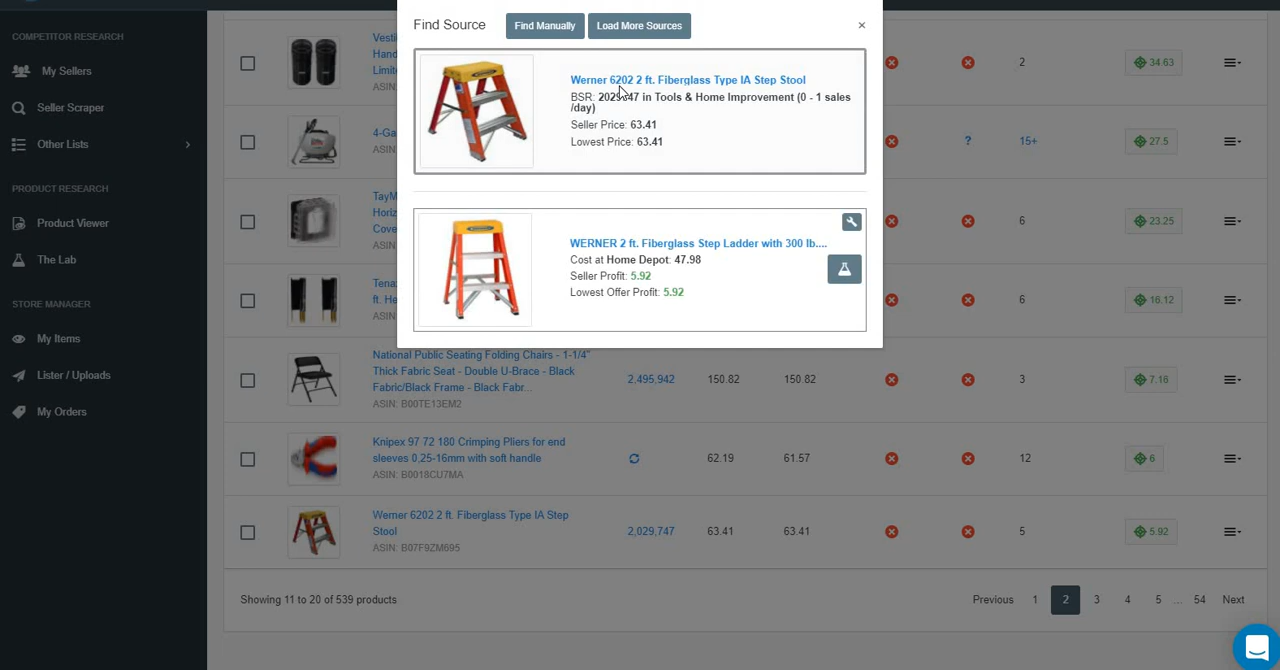 COMPETITOR RESEARCH
My Sellers
Seller Scraper
Other Lists
PRODUCT RESEARCH
Product Viewer
The Lab
STORE MANAGER
My Items
Lister / Uploads
My Orders
Find Source
Find Manually
Load More Sources
×
Werner 6202 2 ft. Fiberglass Type IA Step Stool
BSR: 2029747 in Tools & Home Improvement (0 - 1 sales
/day)
Seller Price: 63.41
Lowest Price: 63.41
WERNER 2 ft. Fiberglass Step Ladder with 300 lb....
Cost at Home Depot: 47.98
Seller Profit: 5.92
Lowest Offer Profit: 5.92
Vesti
Hand
Limite
ASIN:
2
34.63
4-Ga
ASIN:
?
15+
27.5
TayM
Horiz
Cove
ASIN:
6
23.25
Tena
ft. He
ASIN:
6
16.12
National Public Seating Folding Chairs - 1-1/4"
Thick Fabric Seat - Double U-Brace - Black
Fabric/Black Frame - Black Fabr...
ASIN: B00TE13EM2
2,495,942
150.82
150.82
3
7.16
Knipex 97 72 180 Crimping Pliers for end
sleeves 0,25-16mm with soft handle
ASIN: B0018CU7MA
62.19
61.57
12
6
Werner 6202 2 ft. Fiberglass Type IA Step
Stool
ASIN: B07F9ZM695
2,029,747
63.41
63.41
5
5.92
Showing 11 to 20 of 539 products
Previous
1
2
3
4
5
...
54
Next